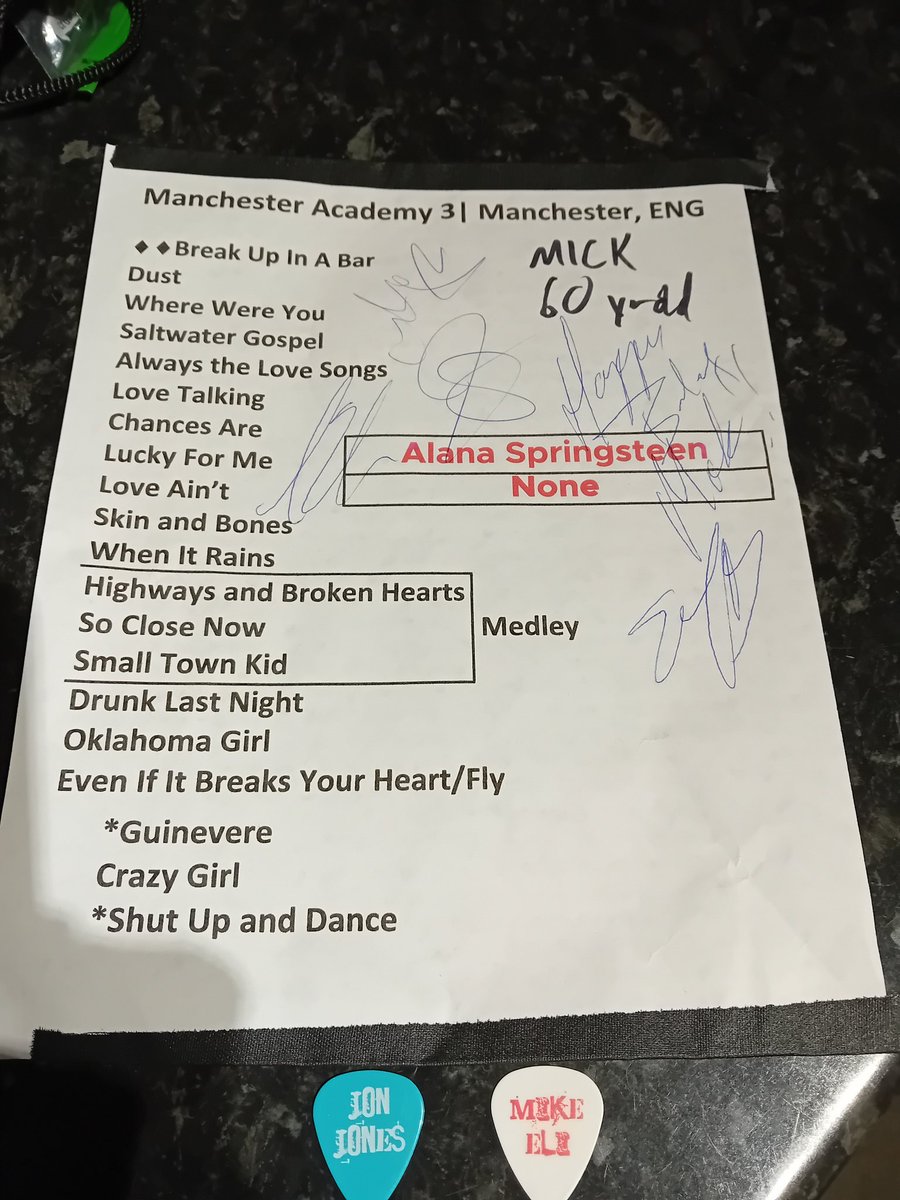 Manchester Academy 3| Manchester, ENG
♦ ♦Break Up In A Bar
Dust
Where Were You
Saltwater Gospel
Always the Love Songs
Love Talking
Chances Are
Lucky For Me
Love Ain't
Skin and Bones
When It Rains
Highways and Broken Hearts
So Close Now
Small Town Kid
Medley
Drunk Last Night
Oklahoma Girl
Even If It Breaks Your Heart/Fly
*Guinevere
Crazy Girl
*Shut Up and Dance
MICK
60
Happy
Alana Springsteen
None
JON
JONES
MIKE
ELI